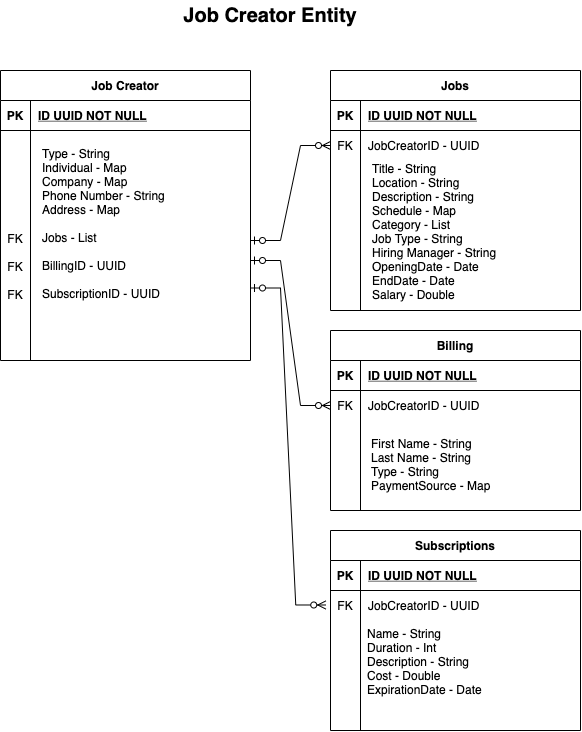 Job Creator Entity
Job Creator
PK ID UUID NOT NULL
Type - String
Individual - Map
Company - Map
Phone Number - String
Address - Map
FK Jobs - List
FK BillingID - UUID
FK SubscriptionID - UUID
Jobs
PK ID UUID NOT NULL
FK JobCreatorID - UUID
Title - String
Location - String
Description - String
Schedule - Map
Category - List
Job Type - String
Hiring Manager - String
OpeningDate - Date
EndDate - Date
Salary - Double
Billing
PK ID UUID NOT NULL
FK JobCreatorID - UUID
First Name - String
Last Name - String
Type - String
PaymentSource - Map
Subscriptions
PK ID UUID NOT NULL
FK JobCreatorID - UUID
Name - String
Duration - Int
Description - String
Cost - Double
ExpirationDate - Date